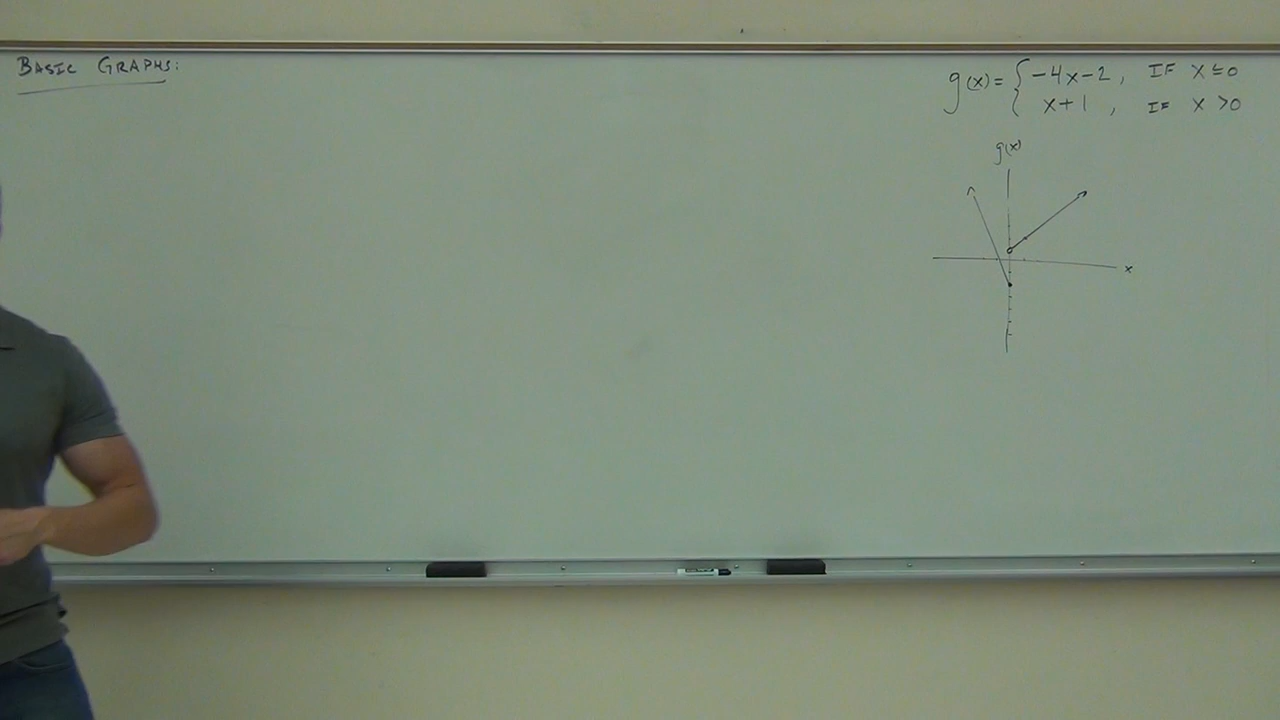 BASIC GRAPHS:
g(x) = { -4x-2, IF x ≤ 0
x+1, IF x > 0
g(x)
x